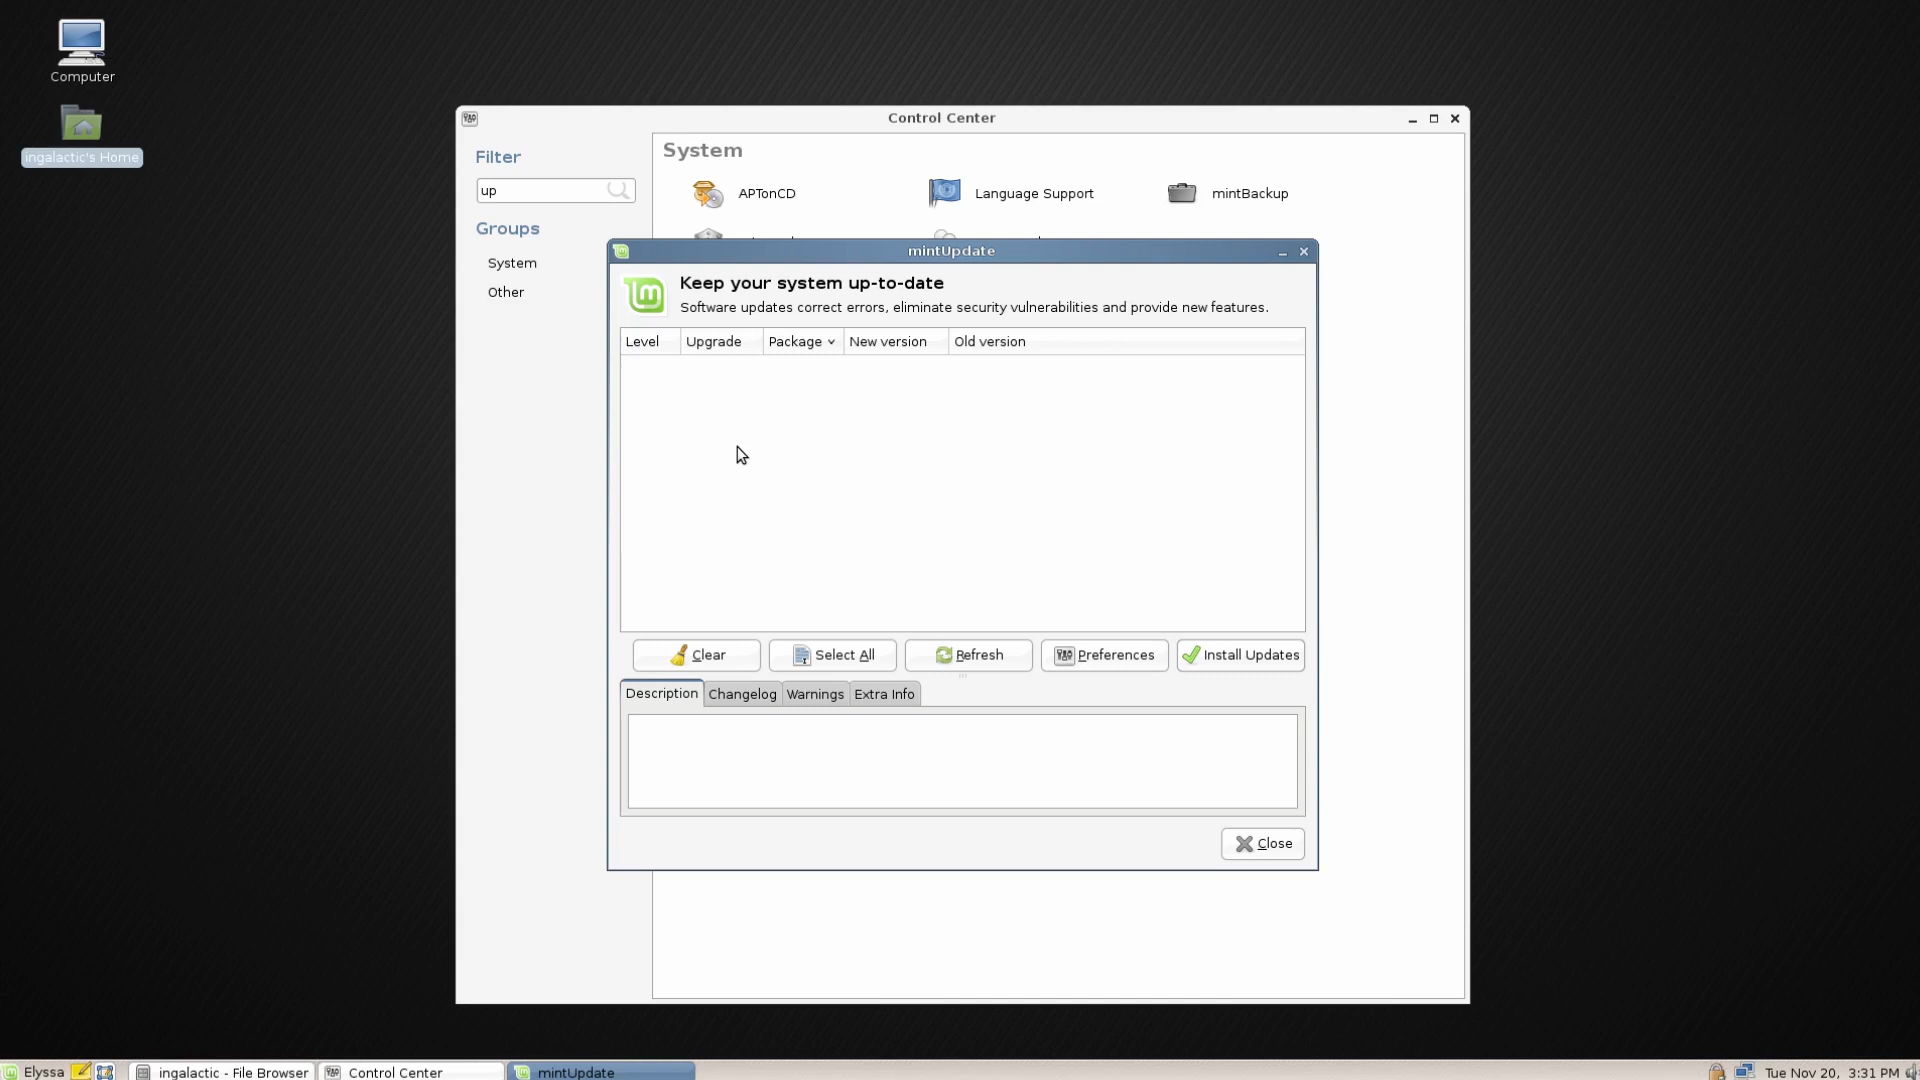 Computer
ingalactic's Home
Control Center
Filter
up
Groups
System
Other
System
APTonCD
Language Support
mintBackup
mintUpdate
Keep your system up-to-date
Software updates correct errors, eliminate security vulnerabilities and provide new features.
Level Upgrade Package New version Old version
Clear Select All Refresh Preferences Install Updates
Description Changelog Warnings Extra Info
Close
Elyssa ingalactic - File Browser Control Center mintUpdate Tue Nov 20, 3:31 PM